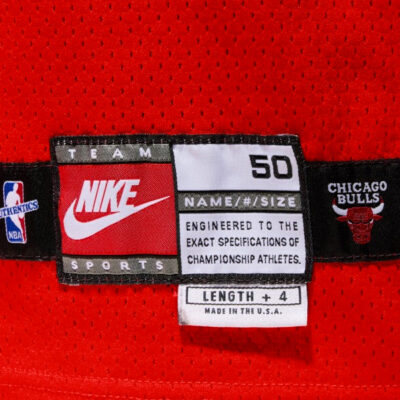 TEAM
NIKE
SPORTS
50
NAME/#/SIZE
ENGINEERED TO THE
EXACT SPECIFICATIONS OF
CHAMPIONSHIP ATHLETES.
LENGTH + 4
MADE IN THE U.S.A.
NBA
CHICAGO
BULLS